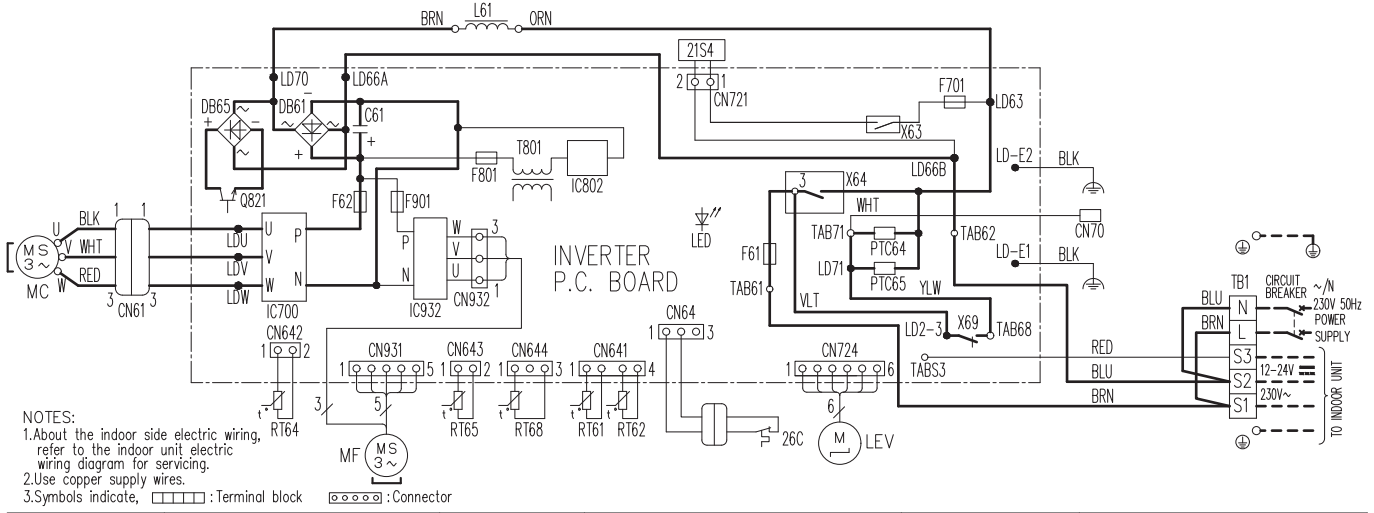 BRN L61 ORN
21S4
2 1
CN721
LD70 LD66A
DB65 DB61 C61
F701
LD63
X63
+ ~ − ~
~ − ~ +
+
Q821
F801 T801 IC802
LD66B
LD-E2 BLK
F62 F901
3 X64
WHT
CN70
LED
TAB71 PTC64
LD71 PTC65
TAB62
LD-E1 BLK
F61
TAB61
VLT YLW
LD2-3 X69 TAB68
MS
3~
MC
U V W
BLK
WHT
RED
1 1
3 3
CN61
LDU
LDV
LDW
U P
V
W N
IC700
P
N
IC932
W 3
V
U 1
CN932
INVERTER
P.C. BOARD
CN642
1 2
t°
RT64
CN931
1 5
3 5
MF
MS
3~
CN643
1 2
t°
RT65
CN644
1 3
t°
RT68
CN641
1 4
t° t°
RT61 RT62
CN64
1 3
26C
CN724
1 6
6
M
LEV
TABS3
RED
BLU
BRN
BLU
BRN
TB1
N
L
S3
S2
S1
CIRCUIT
BREAKER
~/N
230V 50Hz
POWER
SUPPLY
12-24V
230V~
TO INDOOR UNIT
NOTES:
1.About the indoor side electric wiring,
refer to the indoor unit electric
wiring diagram for servicing.
2.Use copper supply wires.
3.Symbols indicate, : Terminal block : Connector